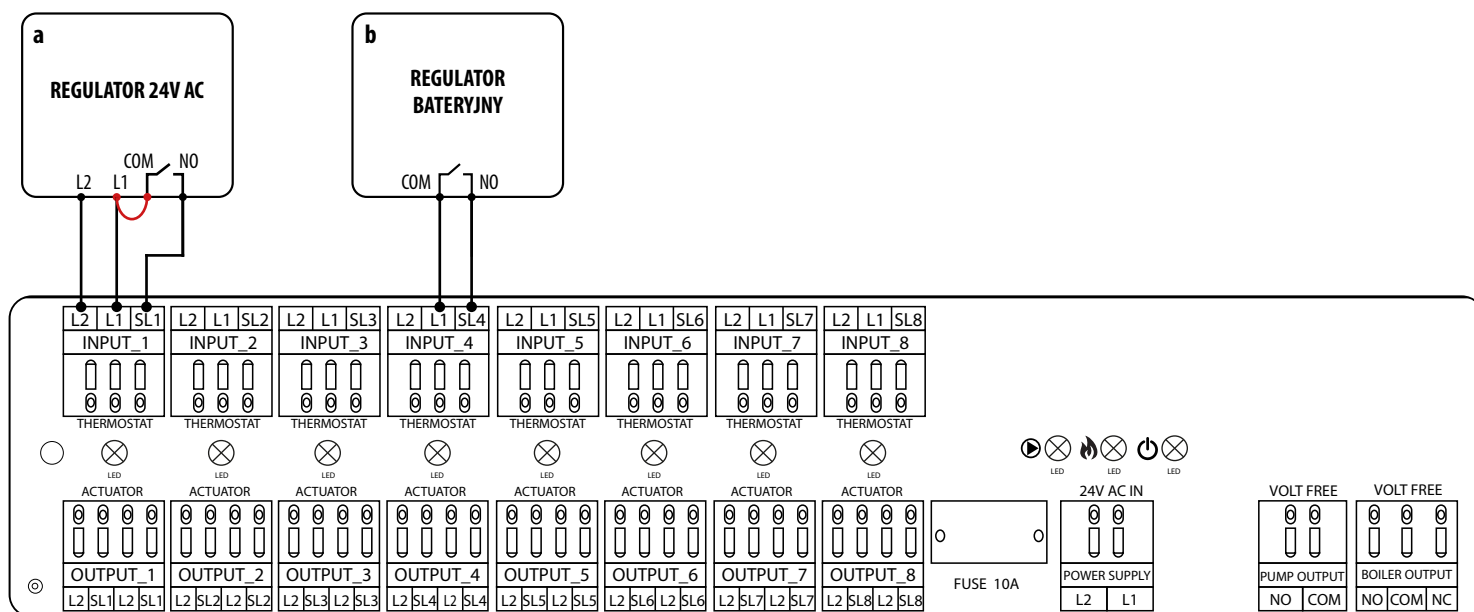 a
REGULATOR 24V AC
COM NO
L2 L1
b
REGULATOR
BATERYJNY
COM NO
L2 L1 SL1 L2 L1 SL2 L2 L1 SL3 L2 L1 SL4 L2 L1 SL5 L2 L1 SL6 L2 L1 SL7 L2 L1 SL8
INPUT_1 INPUT_2 INPUT_3 INPUT_4 INPUT_5 INPUT_6 INPUT_7 INPUT_8
THERMOSTAT THERMOSTAT THERMOSTAT THERMOSTAT THERMOSTAT THERMOSTAT THERMOSTAT THERMOSTAT
LED LED LED LED LED LED LED LED LED LED LED
ACTUATOR ACTUATOR ACTUATOR ACTUATOR ACTUATOR ACTUATOR ACTUATOR ACTUATOR 24V AC IN VOLT FREE VOLT FREE
OUTPUT_1 OUTPUT_2 OUTPUT_3 OUTPUT_4 OUTPUT_5 OUTPUT_6 OUTPUT_7 OUTPUT_8 FUSE 10A POWER SUPPLY PUMP OUTPUT BOILER OUTPUT
L2 SL1 L2 SL1 L2 SL2 L2 SL2 L2 SL3 L2 SL3 L2 SL4 L2 SL4 L2 SL5 L2 SL5 L2 SL6 L2 SL6 L2 SL7 L2 SL7 L2 SL8 L2 SL8 L2 L1 NO COM NO COM NC